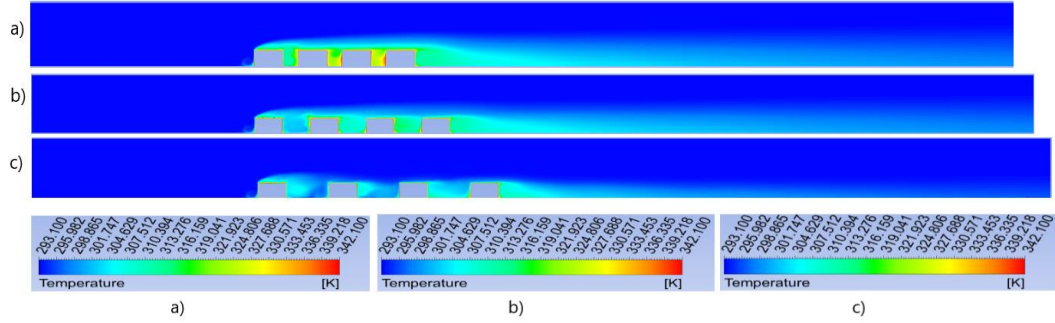 a)
b)
c)
293.100 295.982 298.865 301.747 304.629 307.512 310.394 313.276 316.159 319.041 321.923 324.806 327.688 330.571 333.453 336.335 339.218 342.100
Temperature [K]
293.100 295.982 298.865 301.747 304.629 307.512 310.394 313.276 316.159 319.041 321.923 324.806 327.688 330.571 333.453 336.335 339.218 342.100
Temperature [K]
293.100 295.982 298.865 301.747 304.629 307.512 310.394 313.276 316.159 319.041 321.923 324.806 327.688 330.571 333.453 336.335 339.218 342.100
Temperature [K]
a) b) c)